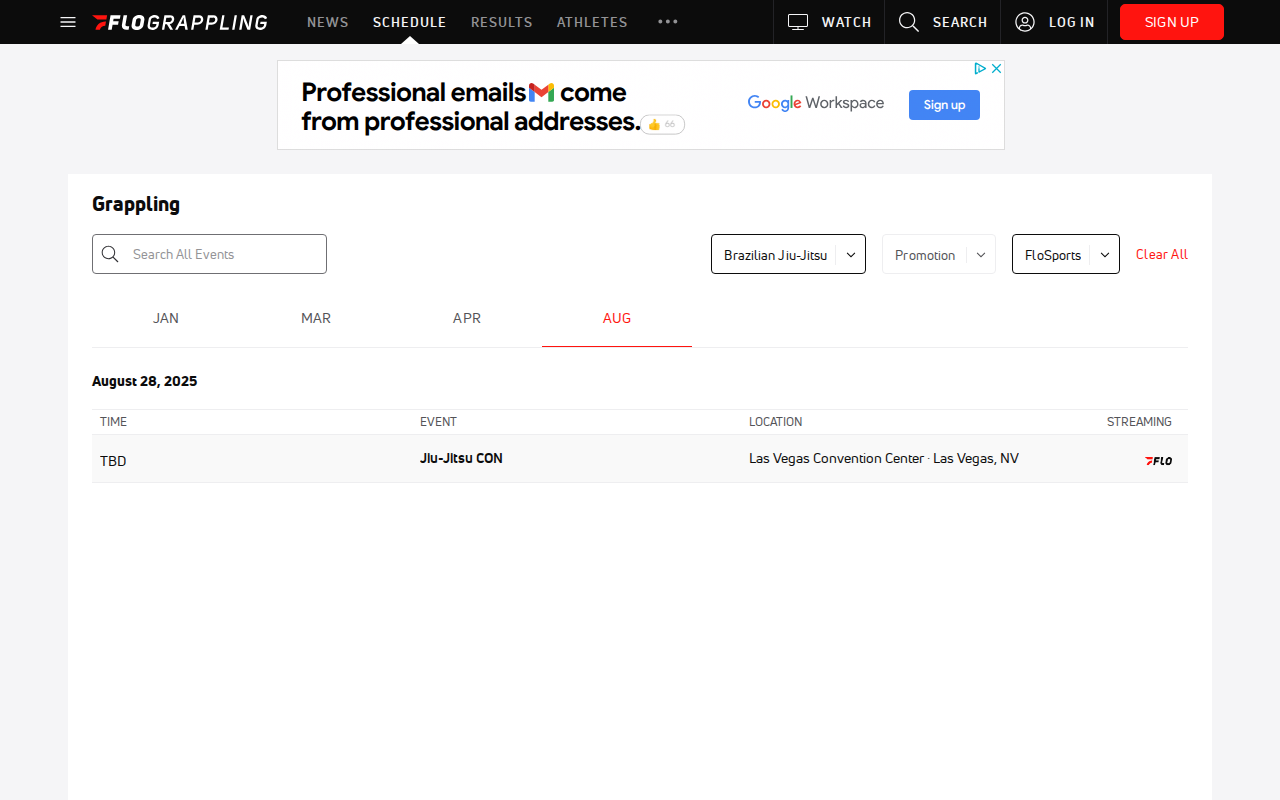 FLOGRAPPLING NEWS SCHEDULE RESULTS ATHLETES ••• WATCH SEARCH LOG IN SIGN UP
Professional emails come
from professional addresses. 👍 66
Google Workspace
Sign up
Grappling
Search All Events Brazilian Jiu-Jitsu Promotion FloSports Clear All
JAN MAR APR AUG
August 28, 2025
TIME EVENT LOCATION STREAMING
TBD Jiu-Jitsu CON Las Vegas Convention Center · Las Vegas, NV FLO